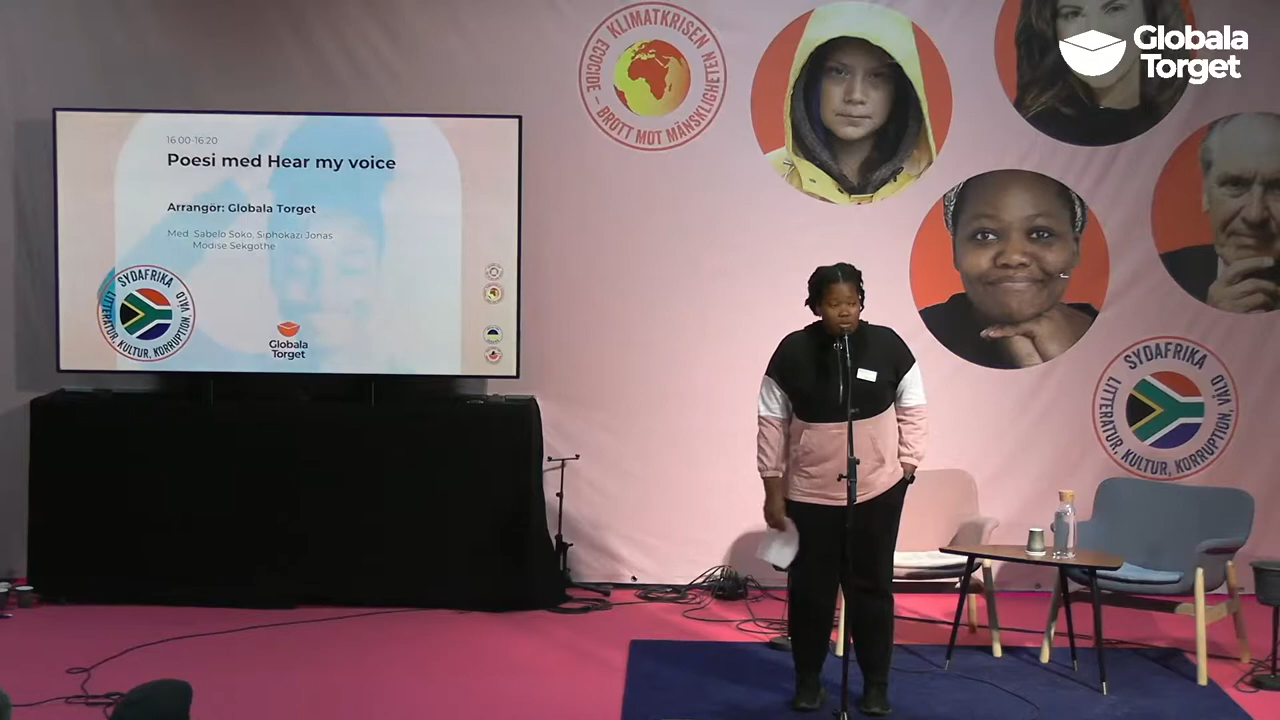 16:00-16:20
Poesi med Hear my voice
Arrangör: Globala Torget
Med Sabelo Soko, Siphokazi Jonas
Modise Sekgothe
SYDAFRIKA
LITTERATUR, KULTUR, KORRUPTION, VÅLD
Globala
Torget
KLIMATKRISEN
ECOCIDE – BROTT MOT MÄNSKLIGHETEN
Globala
Torget
SYDAFRIKA
LITTERATUR, KULTUR, KORRUPTION, VÅLD